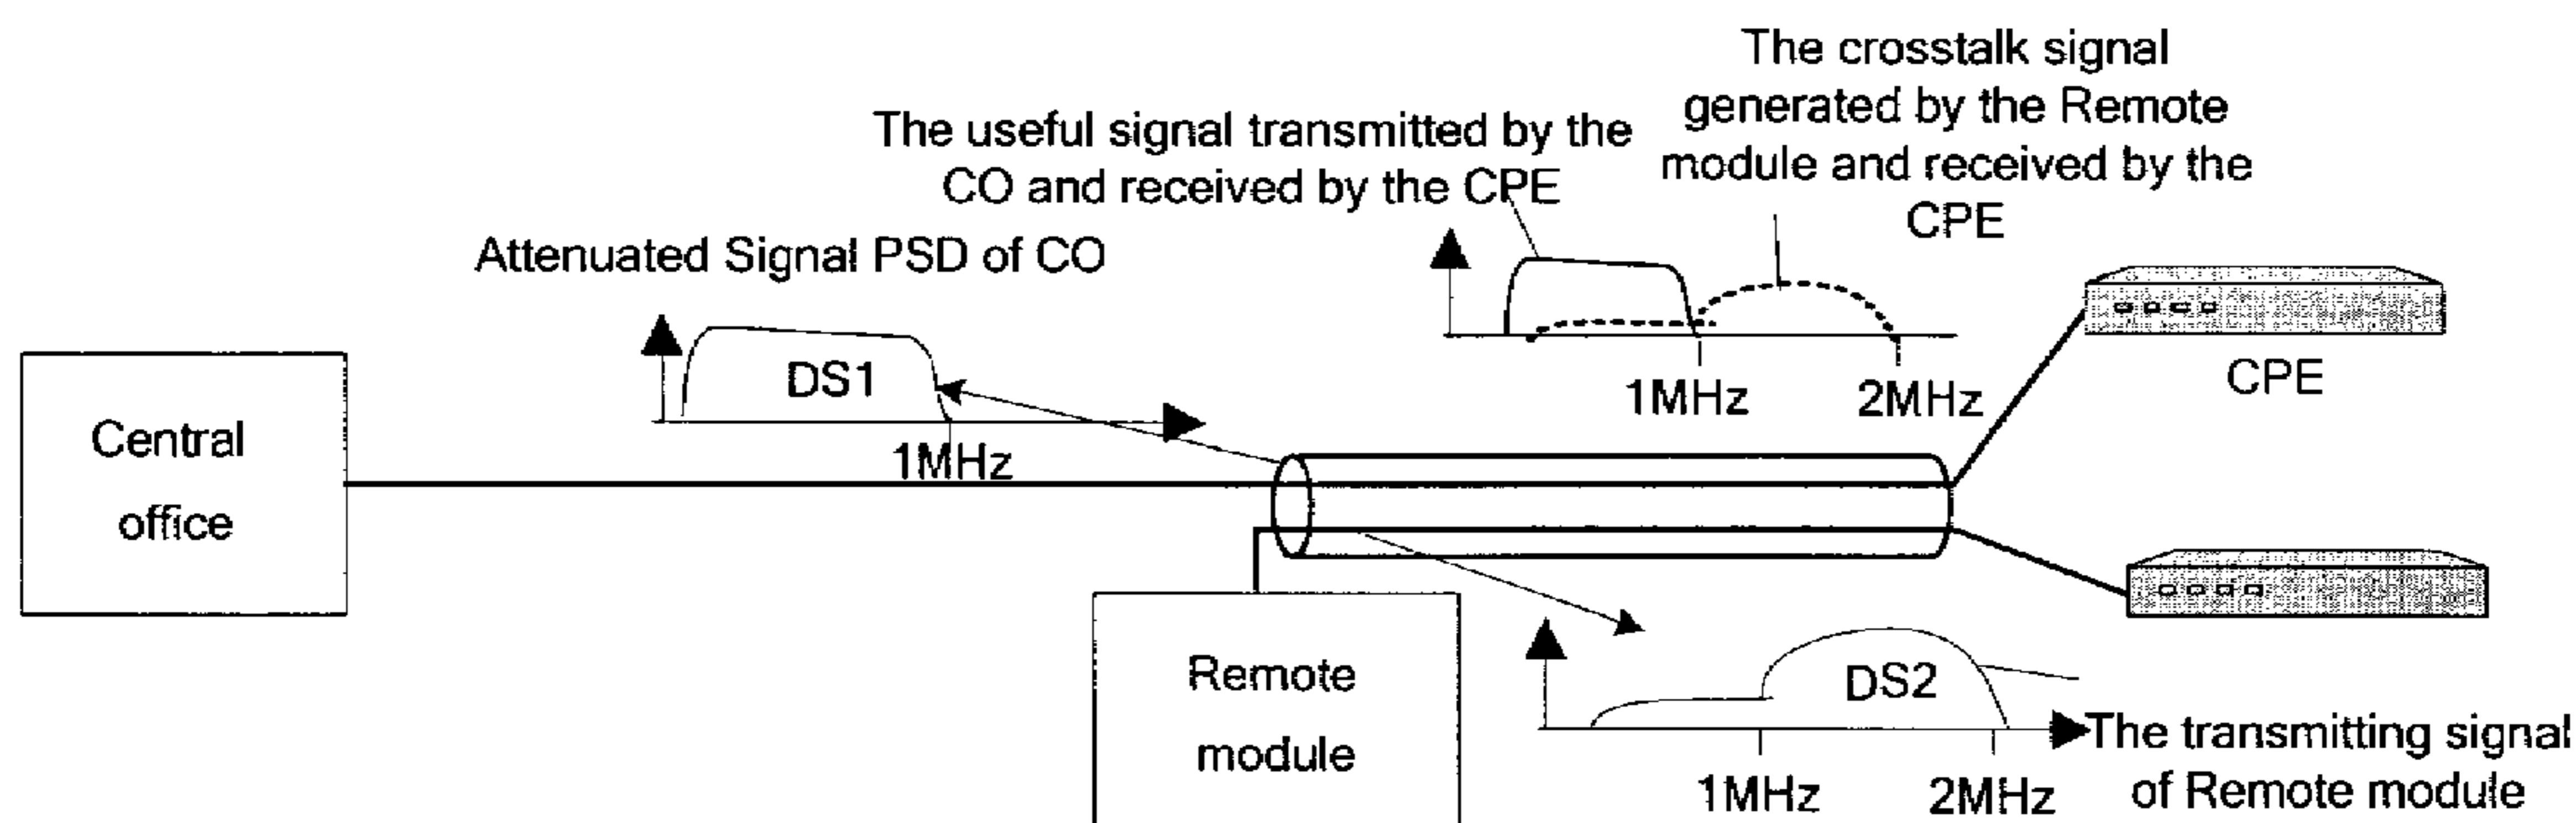 The crosstalk signal
generated by the Remote
module and received by the
CPE
The useful signal transmitted by the
CO and received by the CPE
Attenuated Signal PSD of CO
DS1
1MHz
1MHz
2MHz
CPE
Central
office
Remote
module
DS2
1MHz
2MHz
The transmitting signal
of Remote module